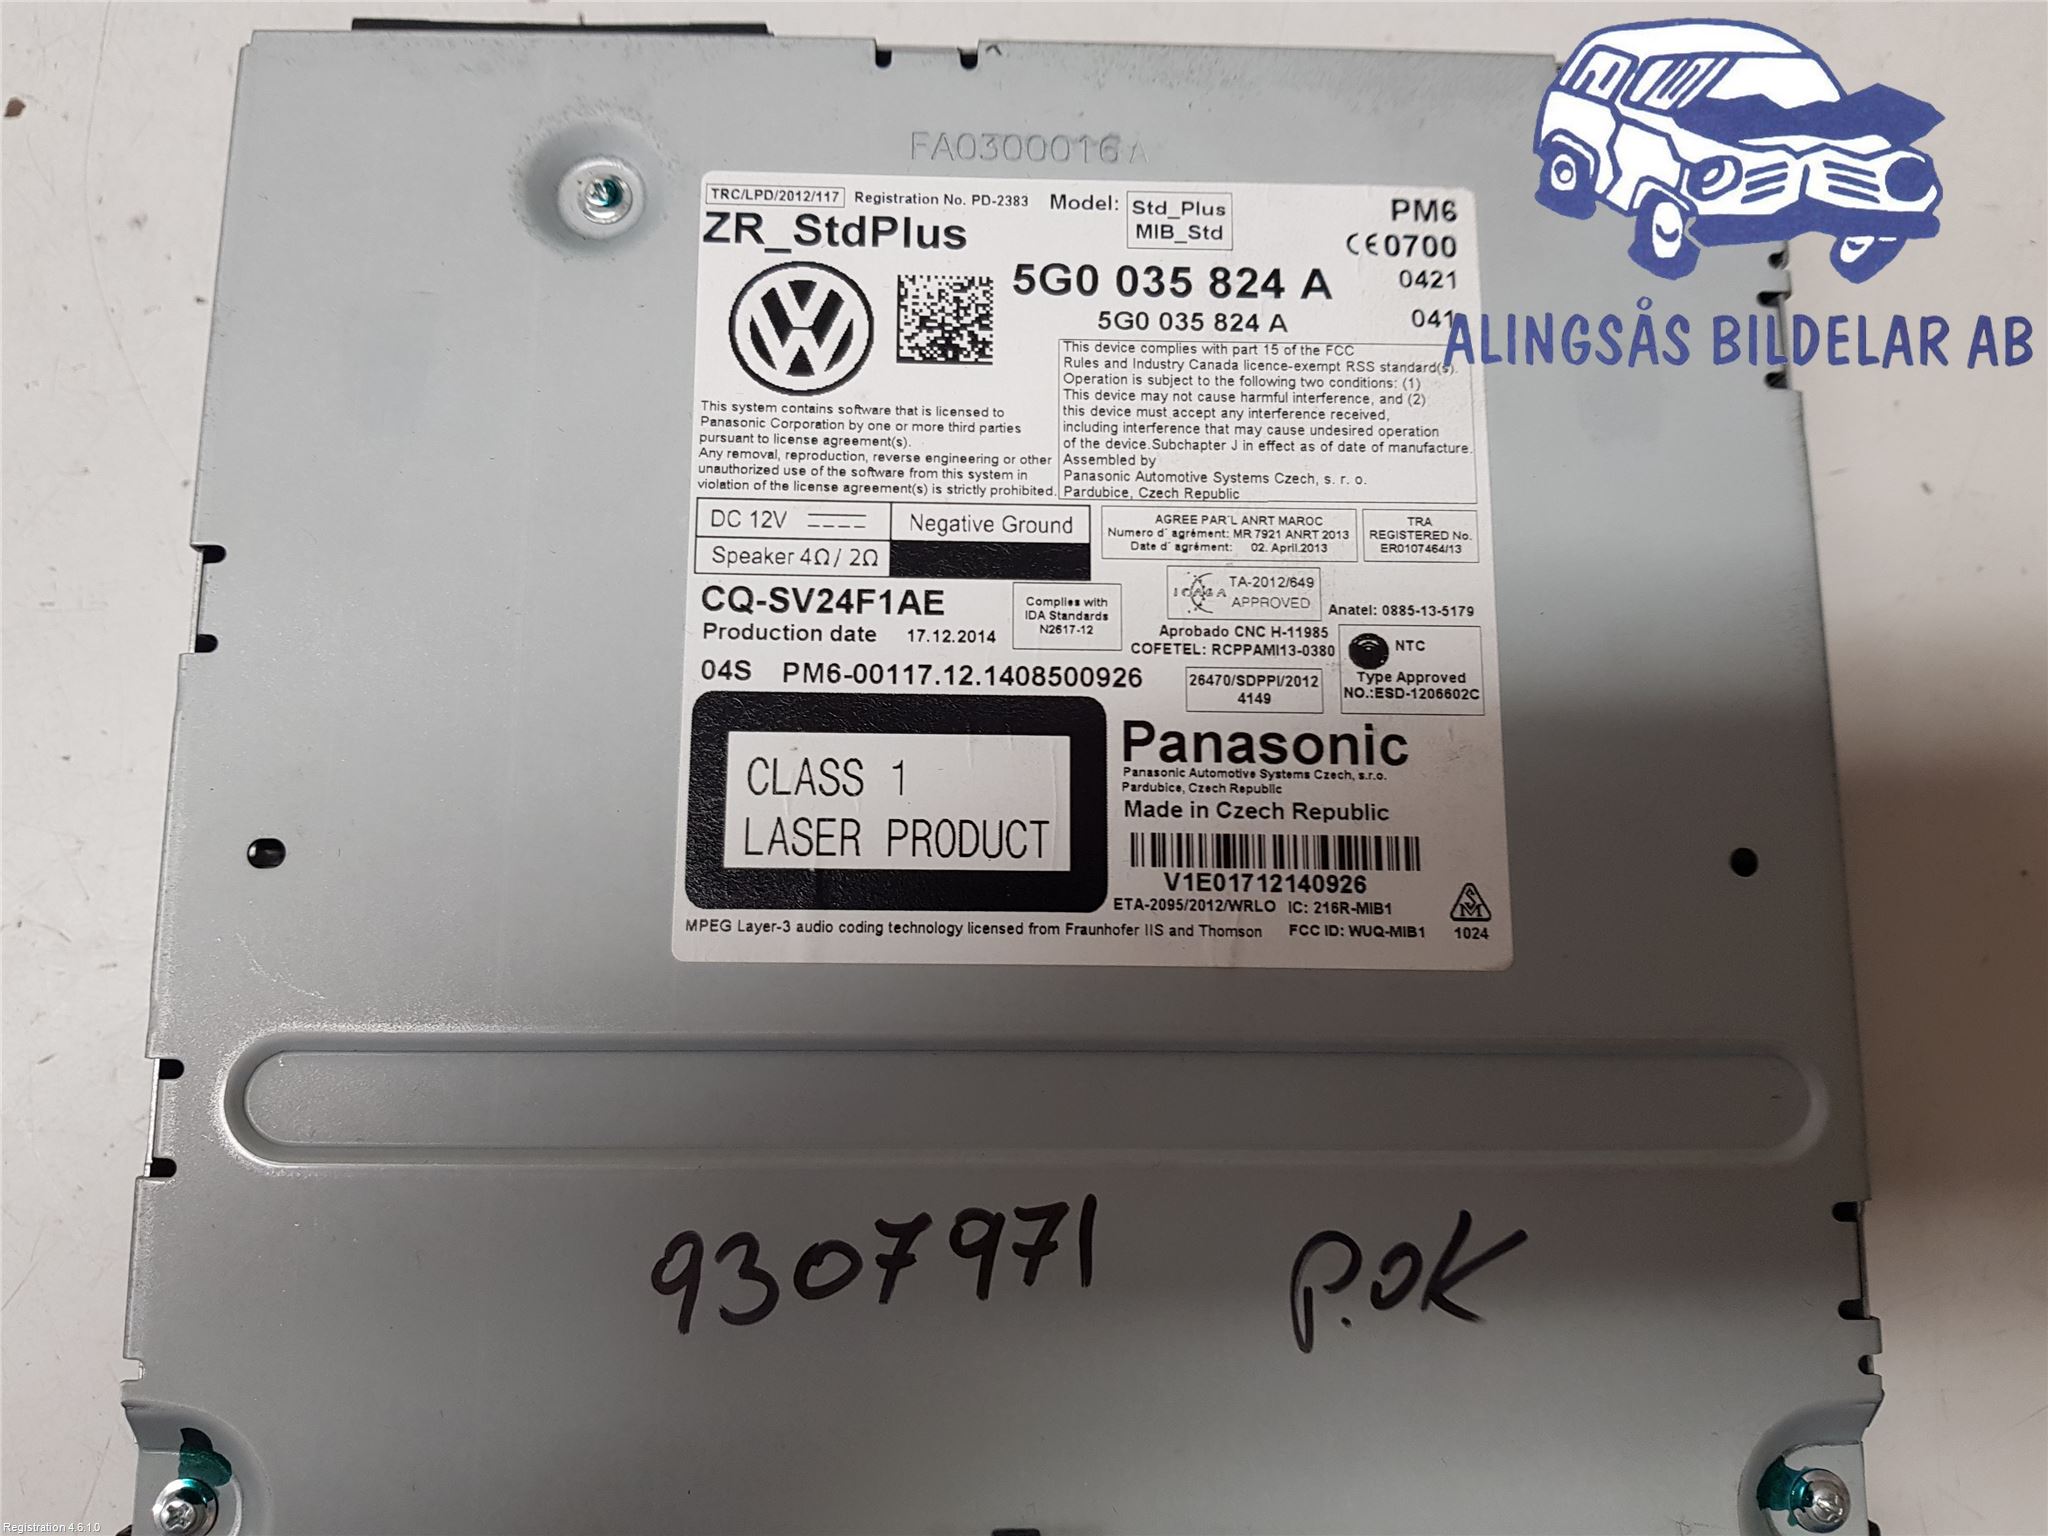 FA0300016A
TRC/LPD/2012/117 Registration No. PD-2383 Model: Std_Plus MIB_Std PM6
ZR_StdPlus
CE0700
5G0 035 824 A 0421
5G0 035 824 A 041
ALINGSÅS BILDELAR AB
This device complies with part 15 of the FCC
Rules and Industry Canada licence-exempt RSS standard(s).
Operation is subject to the following two conditions: (1)
This device may not cause harmful interference, and (2)
this device must accept any interference received,
including interference that may cause undesired operation
of the device.Subchapter J in effect as of date of manufacture.
Assembled by
Panasonic Automotive Systems Czech, s. r. o.
Pardubice, Czech Republic
This system contains software that is licensed to
Panasonic Corporation by one or more third parties
pursuant to license agreement(s).
Any removal, reproduction, reverse engineering or other
unauthorized use of the software from this system in
violation of the license agreement(s) is strictly prohibited.
DC 12V Negative Ground
Speaker 4Ω/ 2Ω
AGREE PAR'L ANRT MAROC
Numero d' agrément: MR 7921 ANRT 2013
Date d' agrément: 02. April.2013
TRA
REGISTERED No.
ER0107464/13
CQ-SV24F1AE
Production date 17.12.2014
Complies with
IDA Standards
N2617-12
ICASA TA-2012/649
APPROVED
Anatel: 0885-13-5179
Aprobado CNC H-11985
COFETEL: RCPPAMI13-0380
NTC
Type Approved
NO.:ESD-1206602C
04S PM6-00117.12.1408500926
26470/SDPPI/2012
4149
CLASS 1
LASER PRODUCT
Panasonic
Panasonic Automotive Systems Czech, s.r.o.
Pardubice, Czech Republic
Made in Czech Republic
V1E01712140926
ETA-2095/2012/WRLO IC: 216R-MIB1
MPEG Layer-3 audio coding technology licensed from Fraunhofer IIS and Thomson FCC ID: WUQ-MIB1
1024
9307971 P.OK
Registration 4.6.1.0